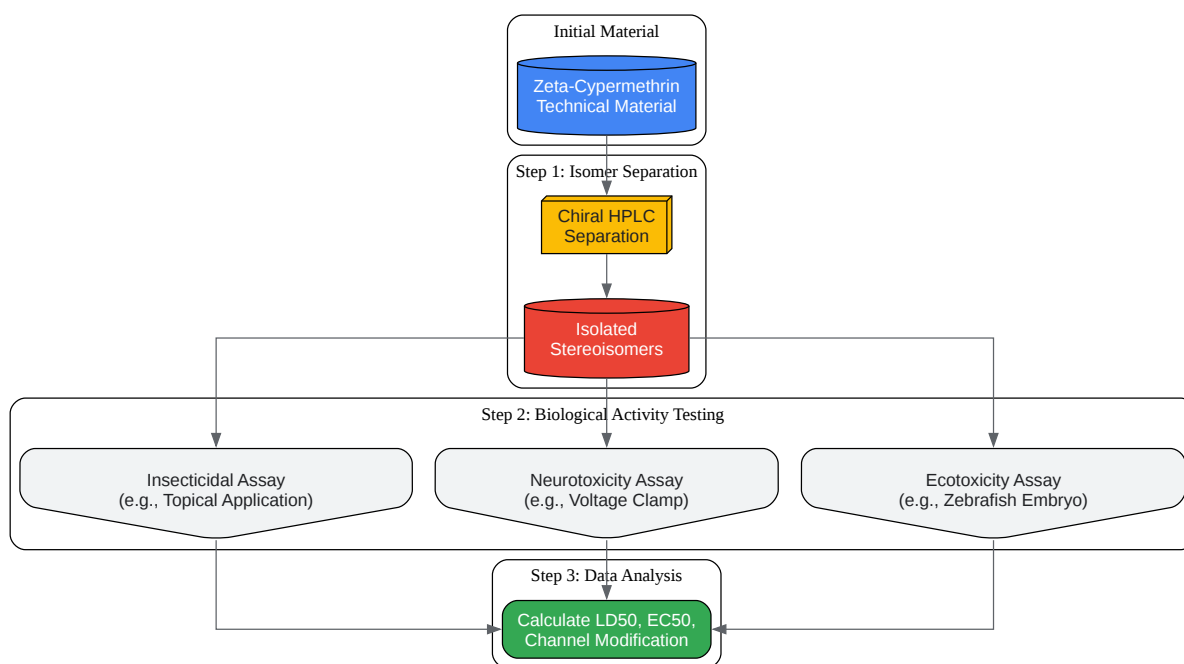 Initial Material
Zeta-Cypermethrin
Technical Material
Step 1: Isomer Separation
Chiral HPLC
Separation
Isolated
Stereoisomers
Step 2: Biological Activity Testing
Insecticidal Assay
(e.g., Topical Application)
Neurotoxicity Assay
(e.g., Voltage Clamp)
Ecotoxicity Assay
(e.g., Zebrafish Embryo)
Step 3: Data Analysis
Calculate LD50, EC50,
Channel Modification